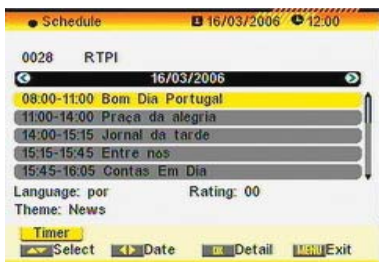 Schedule 16/03/2006 12:00
0028 RTPI
16/03/2006
08:00-11:00 Bom Dia Portugal
11:00-14:00 Praça da alegria
14:00-15:15 Jornal da tarde
15:15-15:45 Entre nos
15:45-16:05 Contas Em Dia
Language: por Rating: 00
Theme: News
Timer
Select Date OK Detail MENU Exit